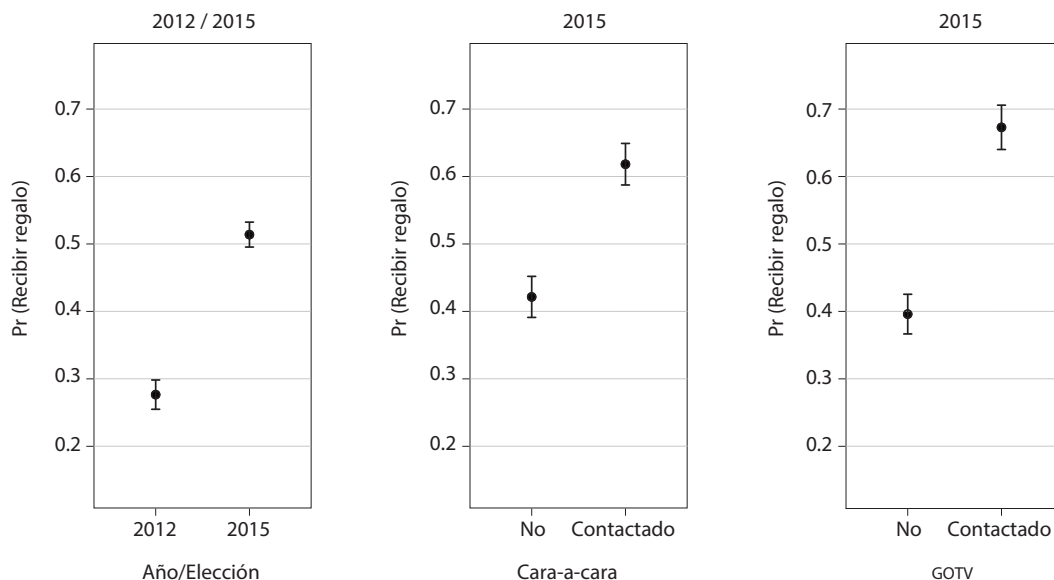 2012 / 2015
Pr (Recibir regalo)
0.7
0.6
0.5
0.4
0.3
0.2
2012 2015
Año/Elección
2015
Pr (Recibir regalo)
0.7
0.6
0.5
0.4
0.3
0.2
No Contactado
Cara-a-cara
2015
Pr (Recibir regalo)
0.7
0.6
0.5
0.4
0.3
0.2
No Contactado
GOTV